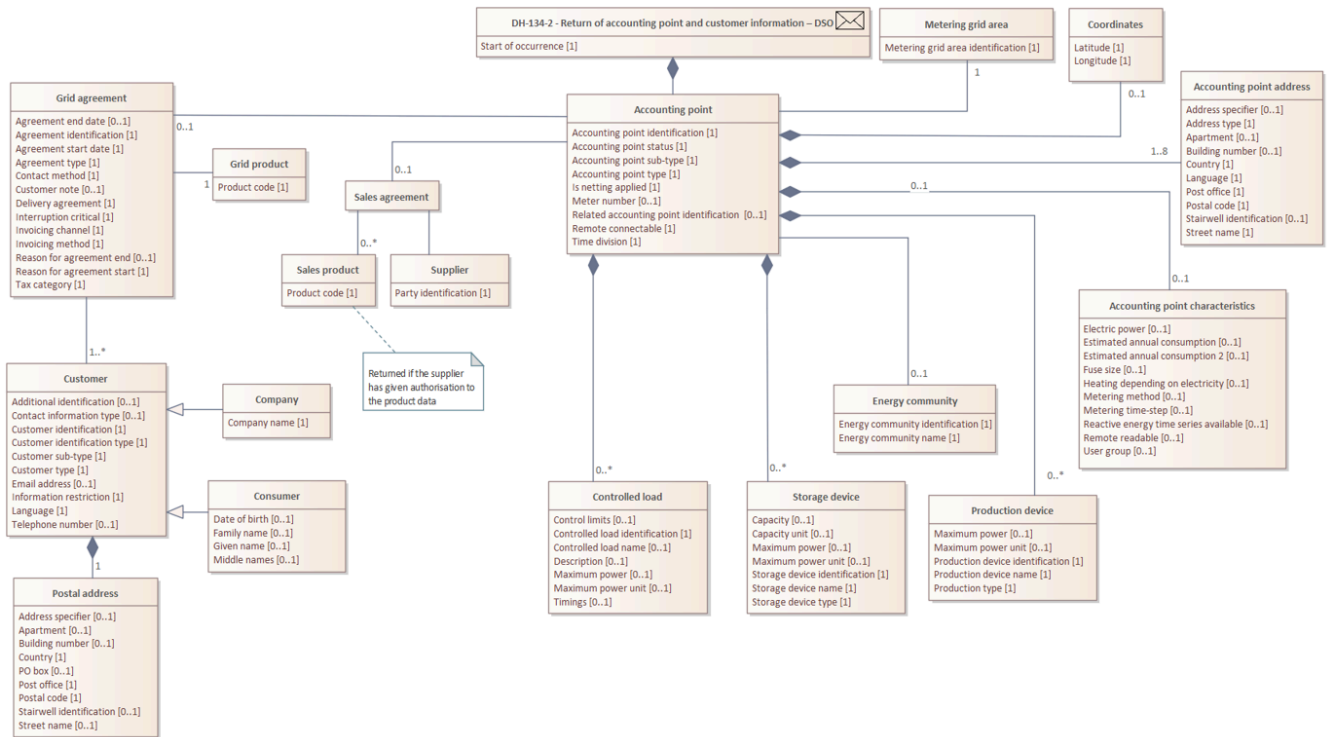 DH-134-2 - Return of accounting point and customer information – DSO
Start of occurrence [1]
Metering grid area
Metering grid area identification [1]
1
Coordinates
Latitude [1]
Longitude [1]
0..1
Accounting point address
Address specifier [0..1]
Address type [1]
Apartment [0..1]
Building number [0..1]
Country [1]
Language [1]
Post office [1]
Postal code [1]
Stairwell identification [0..1]
Street name [1]
1..8
Grid agreement
Agreement end date [0..1]
Agreement identification [1]
Agreement start date [1]
Agreement type [1]
Contact method [1]
Customer note [0..1]
Delivery agreement [1]
Interruption critical [1]
Invoicing channel [1]
Invoicing method [1]
Reason for agreement end [0..1]
Reason for agreement start [1]
Tax category [1]
0..1
Grid product
Product code [1]
1
Accounting point
Accounting point identification [1]
Accounting point status [1]
Accounting point sub-type [1]
Accounting point type [1]
Is netting applied [1]
Meter number [0..1]
Related accounting point identification [0..1]
Remote connectable [1]
Time division [1]
0..1
Sales agreement
0..*
Sales product
Product code [1]
Supplier
Party identification [1]
Returned if the supplier
has given authorisation to
the product data
0..1
0..1
Accounting point characteristics
Electric power [0..1]
Estimated annual consumption [0..1]
Estimated annual consumption 2 [0..1]
Fuse size [0..1]
Heating depending on electricity [0..1]
Metering method [0..1]
Metering time-step [0..1]
Reactive energy time series available [0..1]
Remote readable [0..1]
User group [0..1]
1..*
Customer
Additional identification [0..1]
Contact information type [0..1]
Customer identification [1]
Customer identification type [1]
Customer sub-type [1]
Customer type [1]
Email address [0..1]
Information restriction [1]
Language [1]
Telephone number [0..1]
Company
Company name [1]
Consumer
Date of birth [0..1]
Family name [0..1]
Given name [0..1]
Middle names [0..1]
1
Postal address
Address specifier [0..1]
Apartment [0..1]
Building number [0..1]
Country [1]
PO box [0..1]
Post office [1]
Postal code [1]
Stairwell identification [0..1]
Street name [0..1]
0..1
Energy community
Energy community identification [1]
Energy community name [1]
0..*
Controlled load
Control limits [0..1]
Controlled load identification [1]
Controlled load name [0..1]
Description [0..1]
Maximum power [0..1]
Maximum power unit [0..1]
Timings [0..1]
0..*
Storage device
Capacity [0..1]
Capacity unit [0..1]
Maximum power [0..1]
Maximum power unit [0..1]
Storage device identification [1]
Storage device name [1]
Storage device type [1]
0..*
Production device
Maximum power [0..1]
Maximum power unit [0..1]
Production device identification [1]
Production device name [1]
Production type [1]